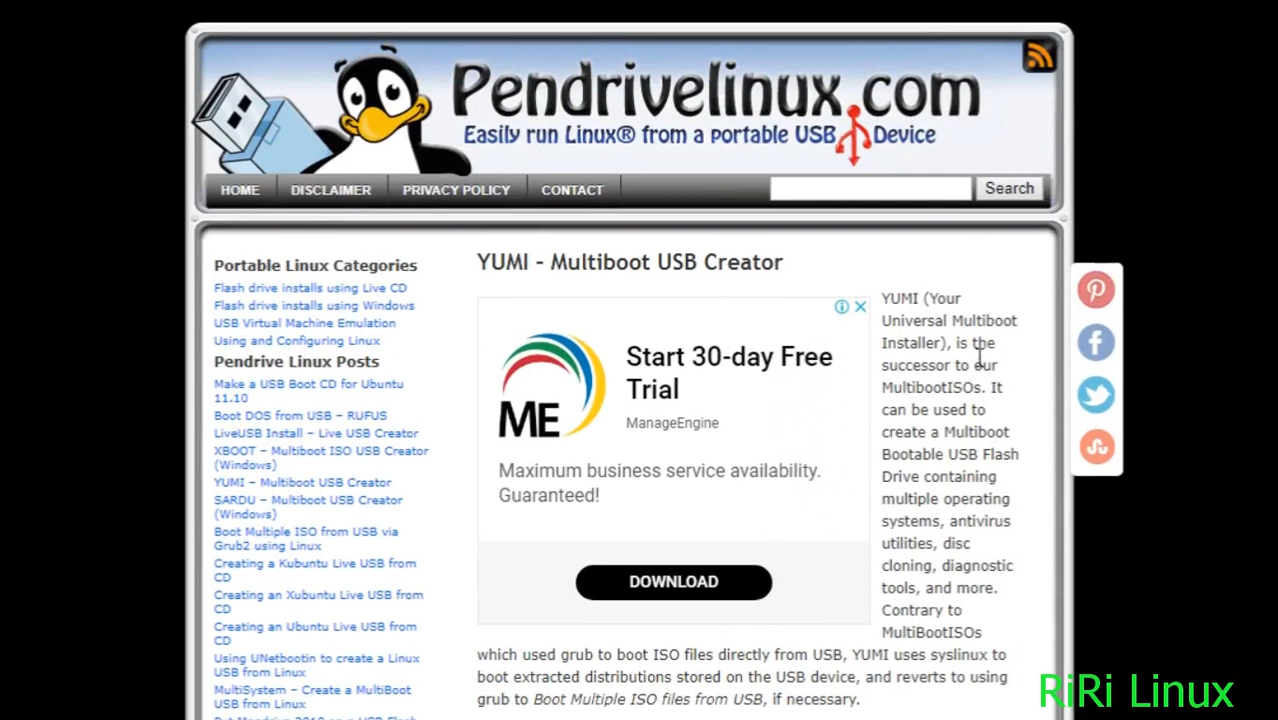 Pendrivelinux.com
Easily run Linux® from a portable USB Device
HOME DISCLAIMER PRIVACY POLICY CONTACT Search
Portable Linux Categories
Flash drive installs using Live CD
Flash drive installs using Windows
USB Virtual Machine Emulation
Using and Configuring Linux
Pendrive Linux Posts
Make a USB Boot CD for Ubuntu
11.10
Boot DOS from USB – RUFUS
LiveUSB Install – Live USB Creator
XBOOT – Multiboot ISO USB Creator
(Windows)
YUMI – Multiboot USB Creator
SARDU – Multiboot USB Creator
(Windows)
Boot Multiple ISO from USB via
Grub2 using Linux
Creating a Kubuntu Live USB from
CD
Creating an Xubuntu Live USB from
CD
Creating an Ubuntu Live USB from
CD
Using UNetbootin to create a Linux
USB from Linux
MultiSystem – Create a MultiBoot
USB from Linux
YUMI – Multiboot USB Creator
ME
Start 30-day Free
Trial
ManageEngine
Maximum business service availability.
Guaranteed!
DOWNLOAD
YUMI (Your
Universal Multiboot
Installer), is the
successor to our
MultibootISOs. It
can be used to
create a Multiboot
Bootable USB Flash
Drive containing
multiple operating
systems, antivirus
utilities, disc
cloning, diagnostic
tools, and more.
Contrary to
MultiBootISOs
which used grub to boot ISO files directly from USB, YUMI uses syslinux to
boot extracted distributions stored on the USB device, and reverts to using
grub to Boot Multiple ISO files from USB, if necessary.
RiRi Linux